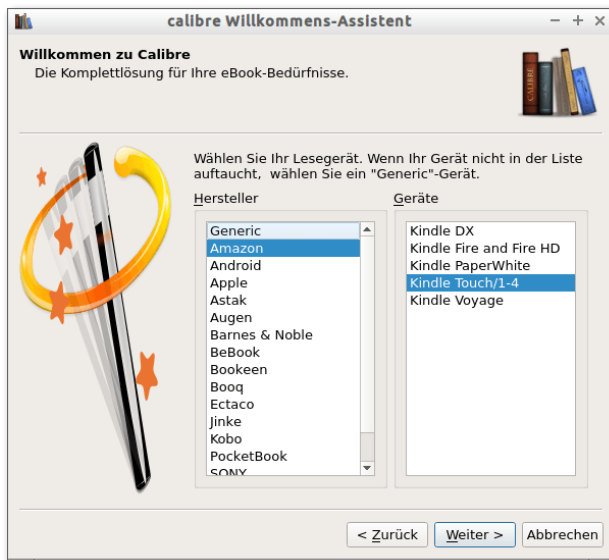 calibre Willkommens-Assistent
Willkommen zu Calibre
Die Komplettlösung für Ihre eBook-Bedürfnisse.
CALIBRE
Wählen Sie Ihr Lesegerät. Wenn Ihr Gerät nicht in der Liste
auftaucht, wählen Sie ein "Generic"-Gerät.
Hersteller
Generic
Amazon
Android
Apple
Astak
Augen
Barnes & Noble
BeBook
Bookeen
Booq
Ectaco
Jinke
Kobo
PocketBook
SONY
Geräte
Kindle DX
Kindle Fire and Fire HD
Kindle PaperWhite
Kindle Touch/1-4
Kindle Voyage
< Zurück
Weiter >
Abbrechen